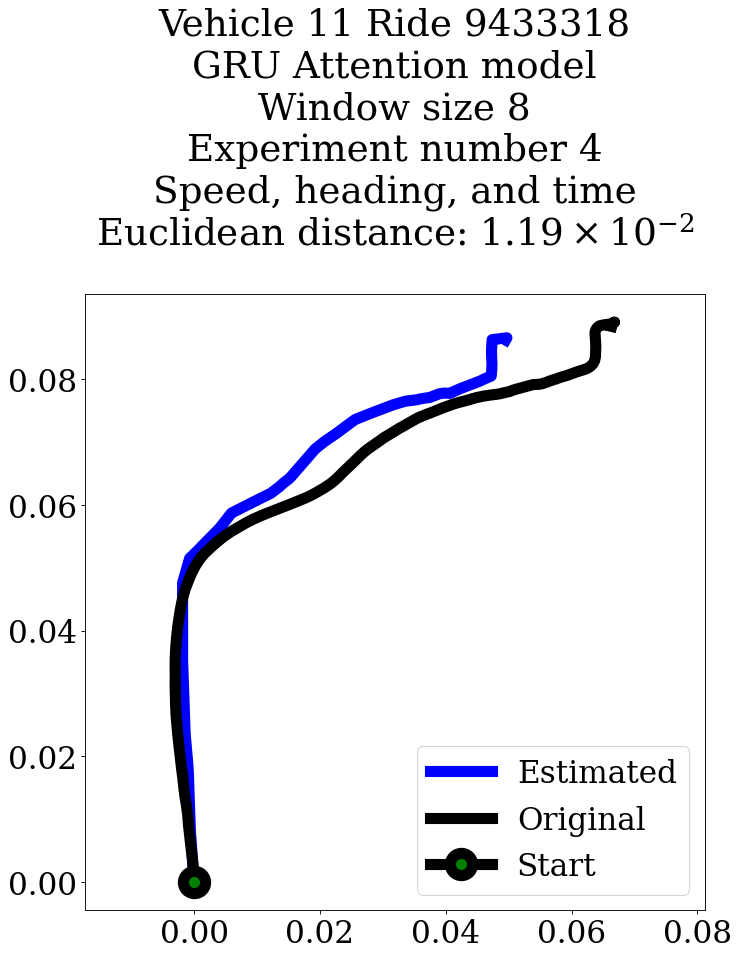 Vehicle 11 Ride 9433318
GRU Attention model
Window size 8
Experiment number 4
Speed, heading, and time
Euclidean distance: 1.19 × 10⁻²
0.08
0.06
0.04
0.02
0.00
Estimated
Original
Start
0.00 0.02 0.04 0.06 0.08